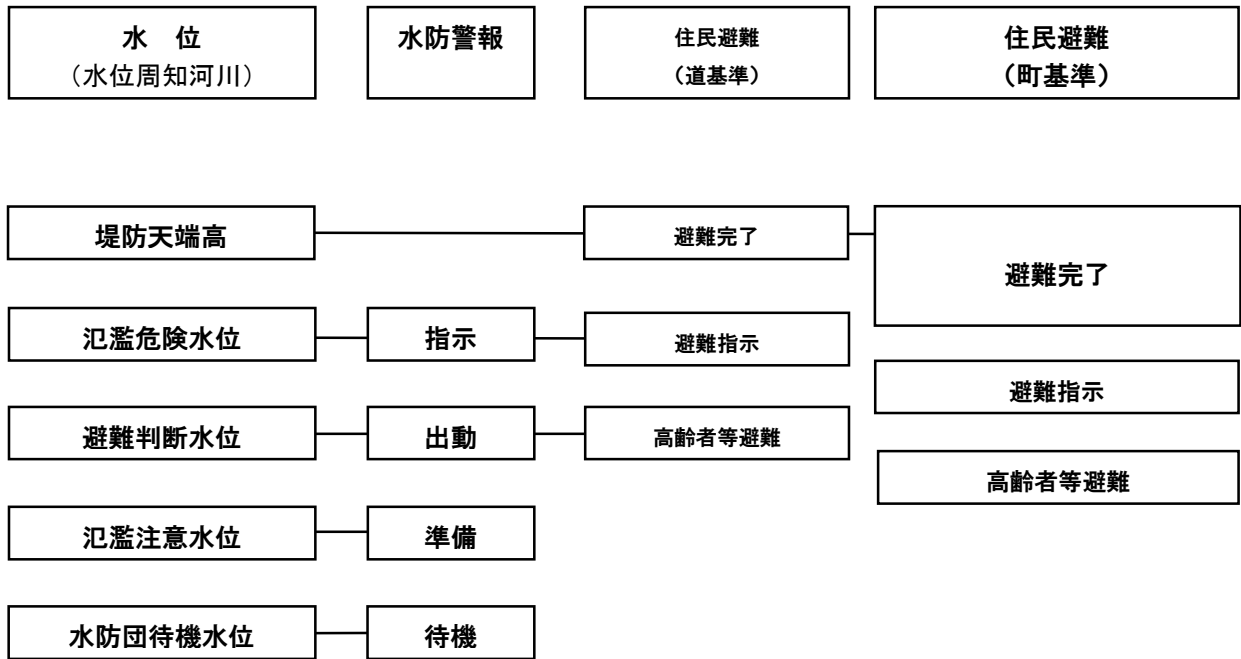 水　位
（水位周知河川）
水防警報
住民避難
（道基準）
住民避難
（町基準）
堤防天端高
避難完了
避難完了
氾濫危険水位
指示
避難指示
避難指示
避難判断水位
出動
高齢者等避難
高齢者等避難
氾濫注意水位
準備
水防団待機水位
待機